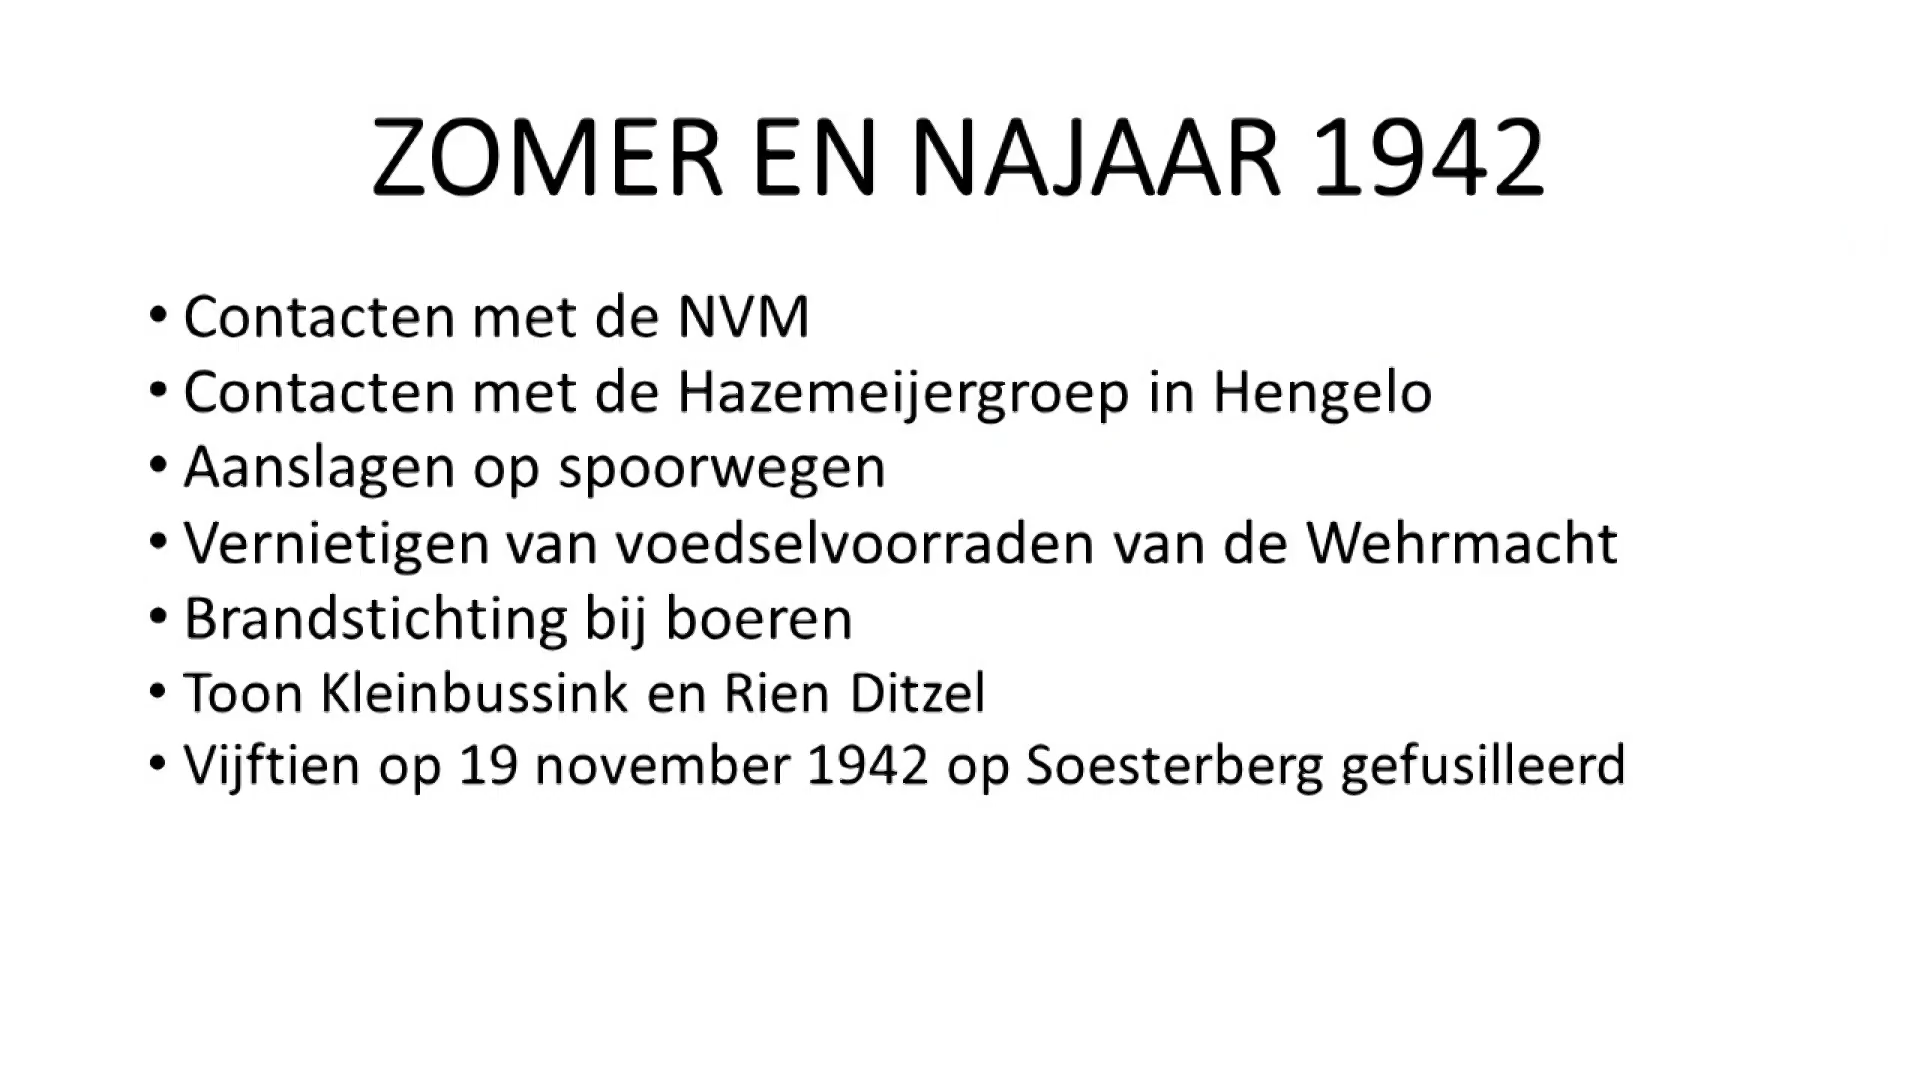 ZOMER EN NAJAAR 1942
• Contacten met de NVM
• Contacten met de Hazemeijergroep in Hengelo
• Aanslagen op spoorwegen
• Vernietigen van voedselvoorraden van de Wehrmacht
• Brandstichting bij boeren
• Toon Kleinbussink en Rien Ditzel
• Vijftien op 19 november 1942 op Soesterberg gefusilleerd